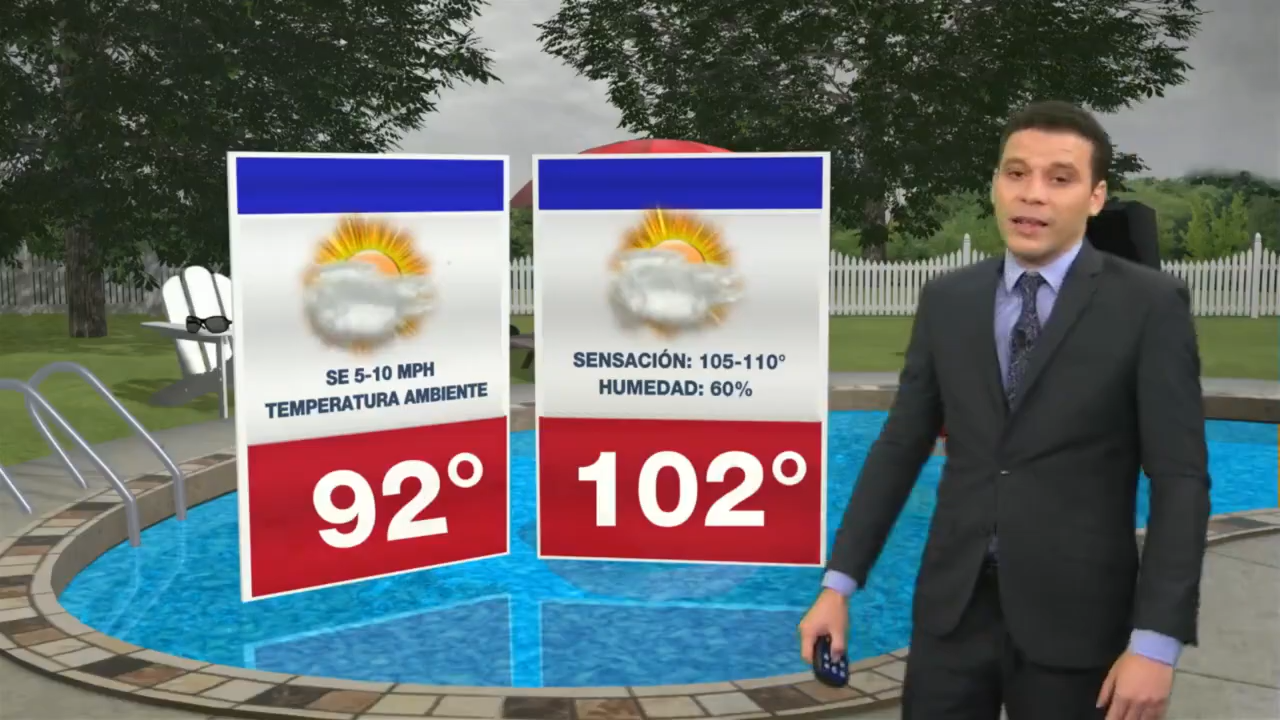 SE 5-10 MPH
TEMPERATURA AMBIENTE
92°
SENSACIÓN: 105-110°
HUMEDAD: 60%
102°